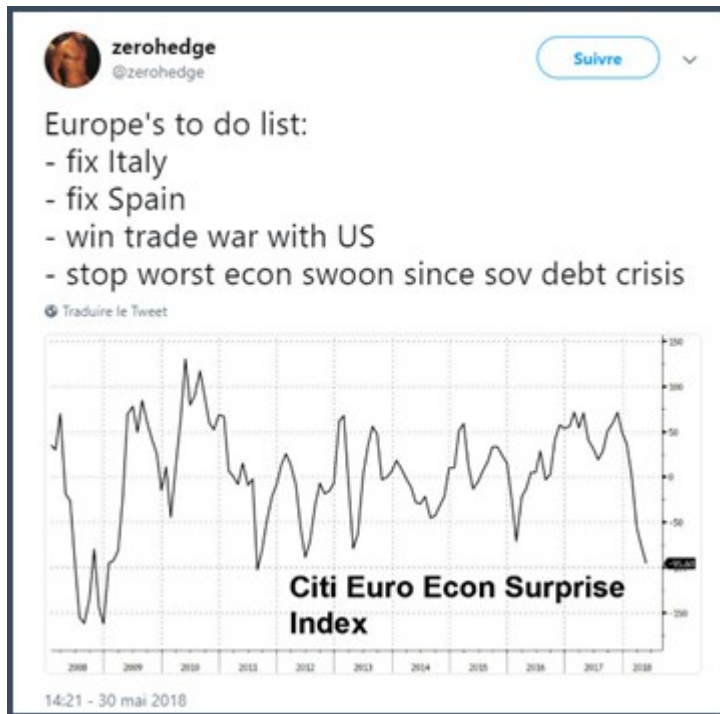 zerohedge
@zerohedge
Suivre
Europe's to do list:
- fix Italy
- fix Spain
- win trade war with US
- stop worst econ swoon since sov debt crisis
Traduire le Tweet
150
100
50
0
-50
-150
Citi Euro Econ Surprise
Index
2008 2009 2010 2011 2012 2013 2014 2015 2016 2017 2018
14:21 - 30 mai 2018